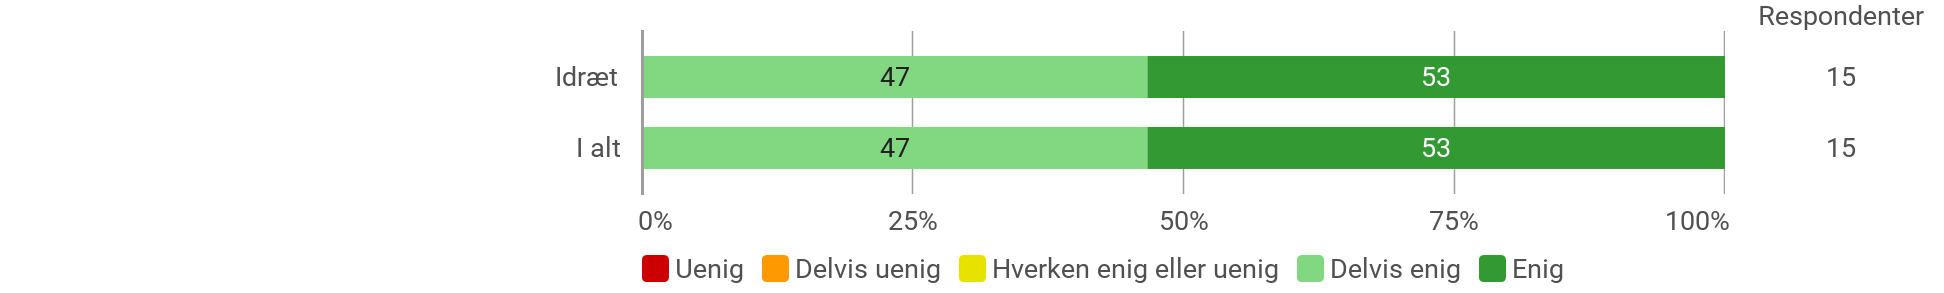 Respondenter
Idræt 47 53 15
I alt 47 53 15
0% 25% 50% 75% 100%
Uenig Delvis uenig Hverken enig eller uenig Delvis enig Enig